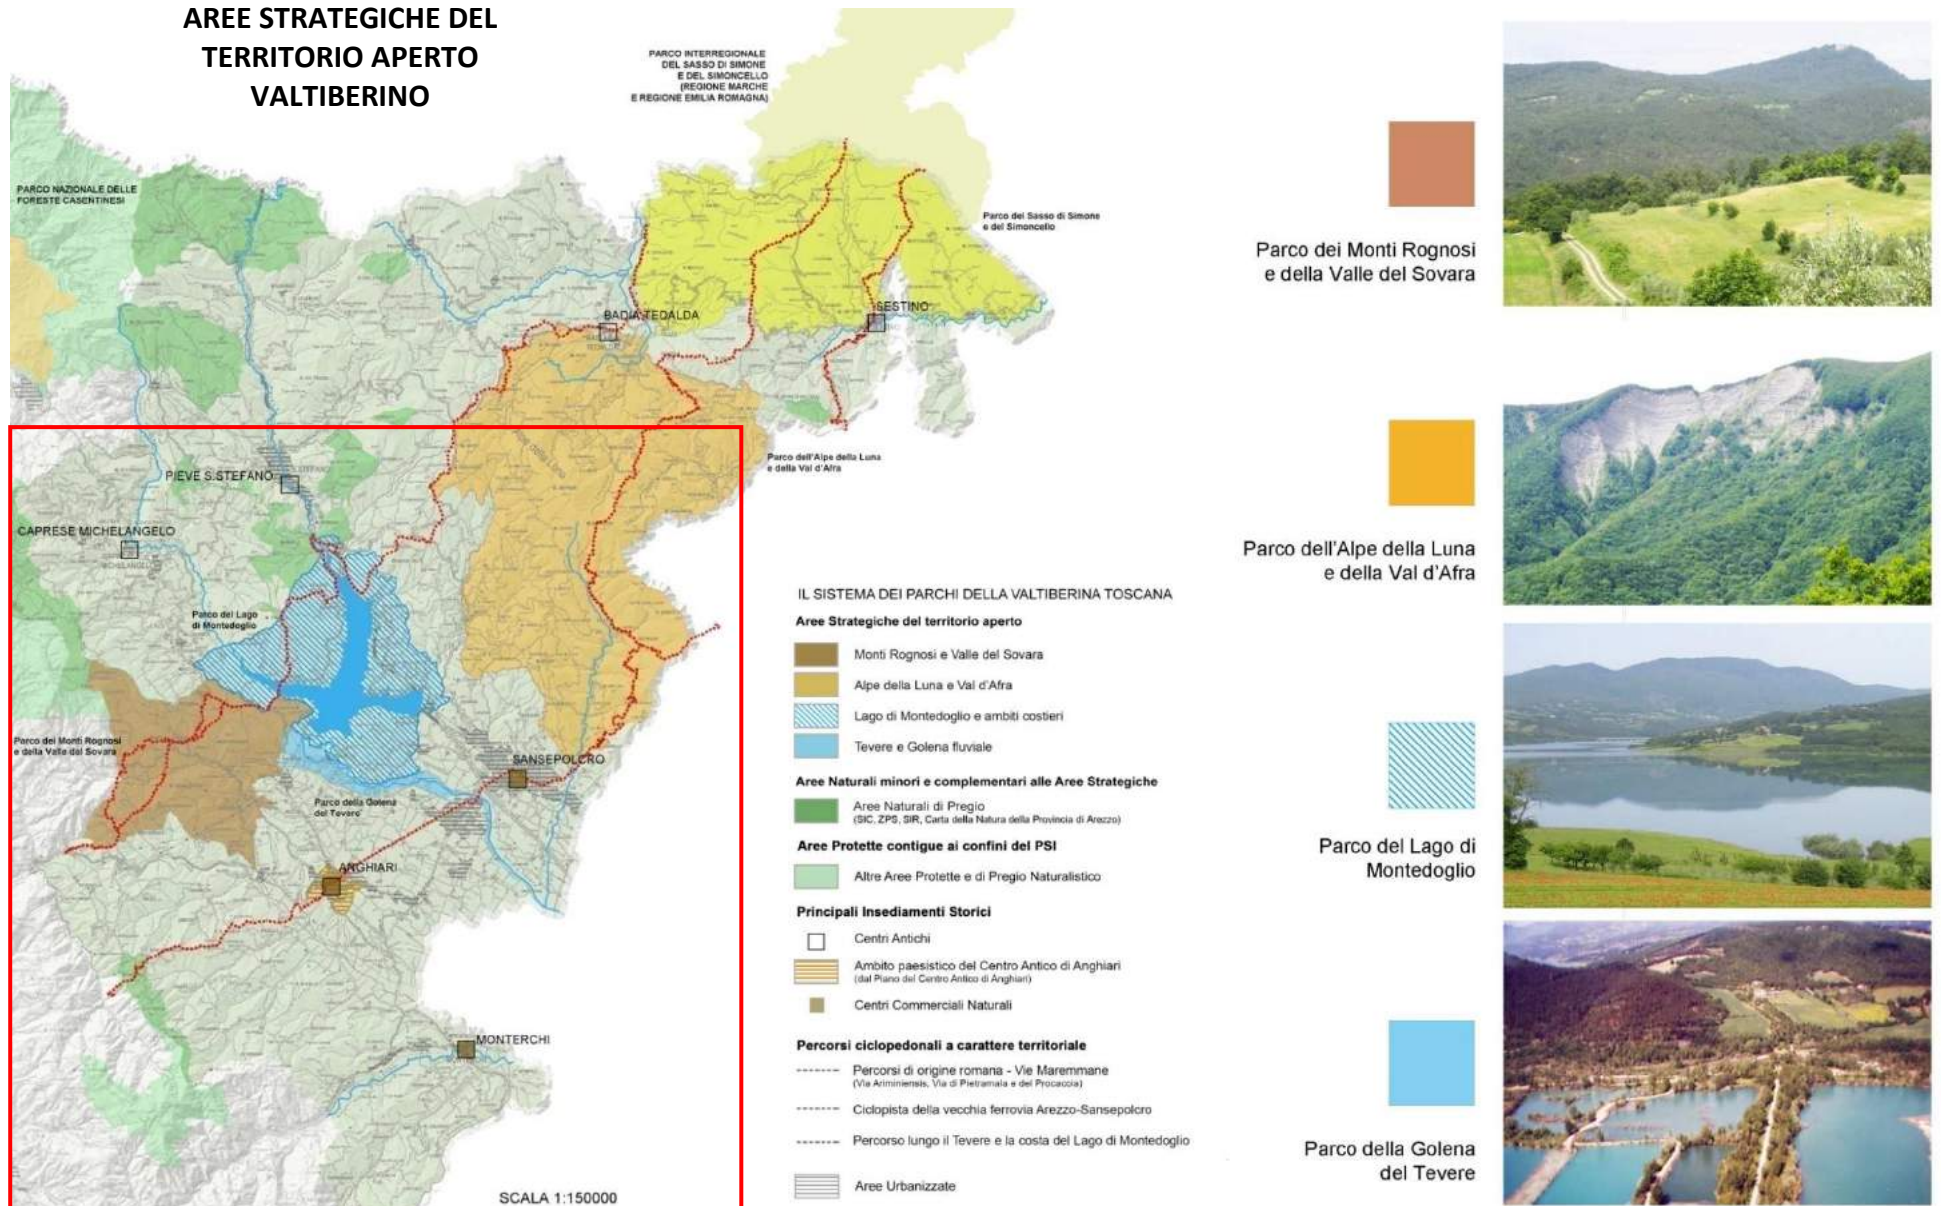 AREE STRATEGICHE DEL
TERRITORIO APERTO
VALTIBERINO
PARCO INTERREGIONALE
DEL SASSO DI SIMONE
E DEL SIMONCELLO
(REGIONE MARCHE
E REGIONE EMILIA ROMAGNA)
PARCO NAZIONALE DELLE
FORESTE CASENTINESI
Parco del Sasso di Simone
e del Simoncello
SESTINO
BADIA TEDALDA
Parco dell'Alpe della Luna
e della Val d'Afra
PIEVE S.STEFANO
CAPRESE MICHELANGELO
Parco del Lago
di Montedoglio
Parco dei Monti Rognosi
e della Valle del Sovara
SANSEPOLCRO
Parco della Golena
del Tevere
ANGHIARI
MONTERCHI
SCALA 1:150000
IL SISTEMA DEI PARCHI DELLA VALTIBERINA TOSCANA
Aree Strategiche del territorio aperto
Monti Rognosi e Valle del Sovara
Alpe della Luna e Val d'Afra
Lago di Montedoglio e ambiti costieri
Tevere e Golena fluviale
Aree Naturali minori e complementari alle Aree Strategiche
Aree Naturali di Pregio
(SIC, ZPS, SIR, Carta della Natura della Provincia di Arezzo)
Aree Protette contigue ai confini del PSI
Altre Aree Protette e di Pregio Naturalistico
Principali Insediamenti Storici
Centri Antichi
Ambito paesistico del Centro Antico di Anghiari
(dal Piano del Centro Antico di Anghiari)
Centri Commerciali Naturali
Percorsi ciclopedonali a carattere territoriale
Percorsi di origine romana - Vie Maremmane
(Via Ariminiensis, Via di Pietramala e del Procaccia)
Ciclopista della vecchia ferrovia Arezzo-Sansepolcro
Percorso lungo il Tevere e la costa del Lago di Montedoglio
Aree Urbanizzate
Parco dei Monti Rognosi
e della Valle del Sovara
Parco dell'Alpe della Luna
e della Val d'Afra
Parco del Lago di
Montedoglio
Parco della Golena
del Tevere